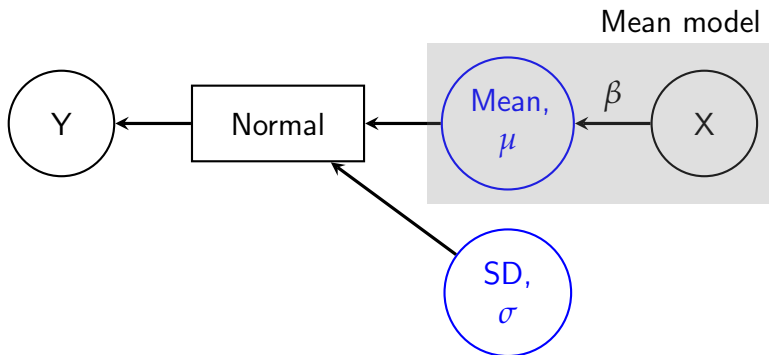 Mean model
Y
Normal
Mean,
μ
β
X
SD,
σ